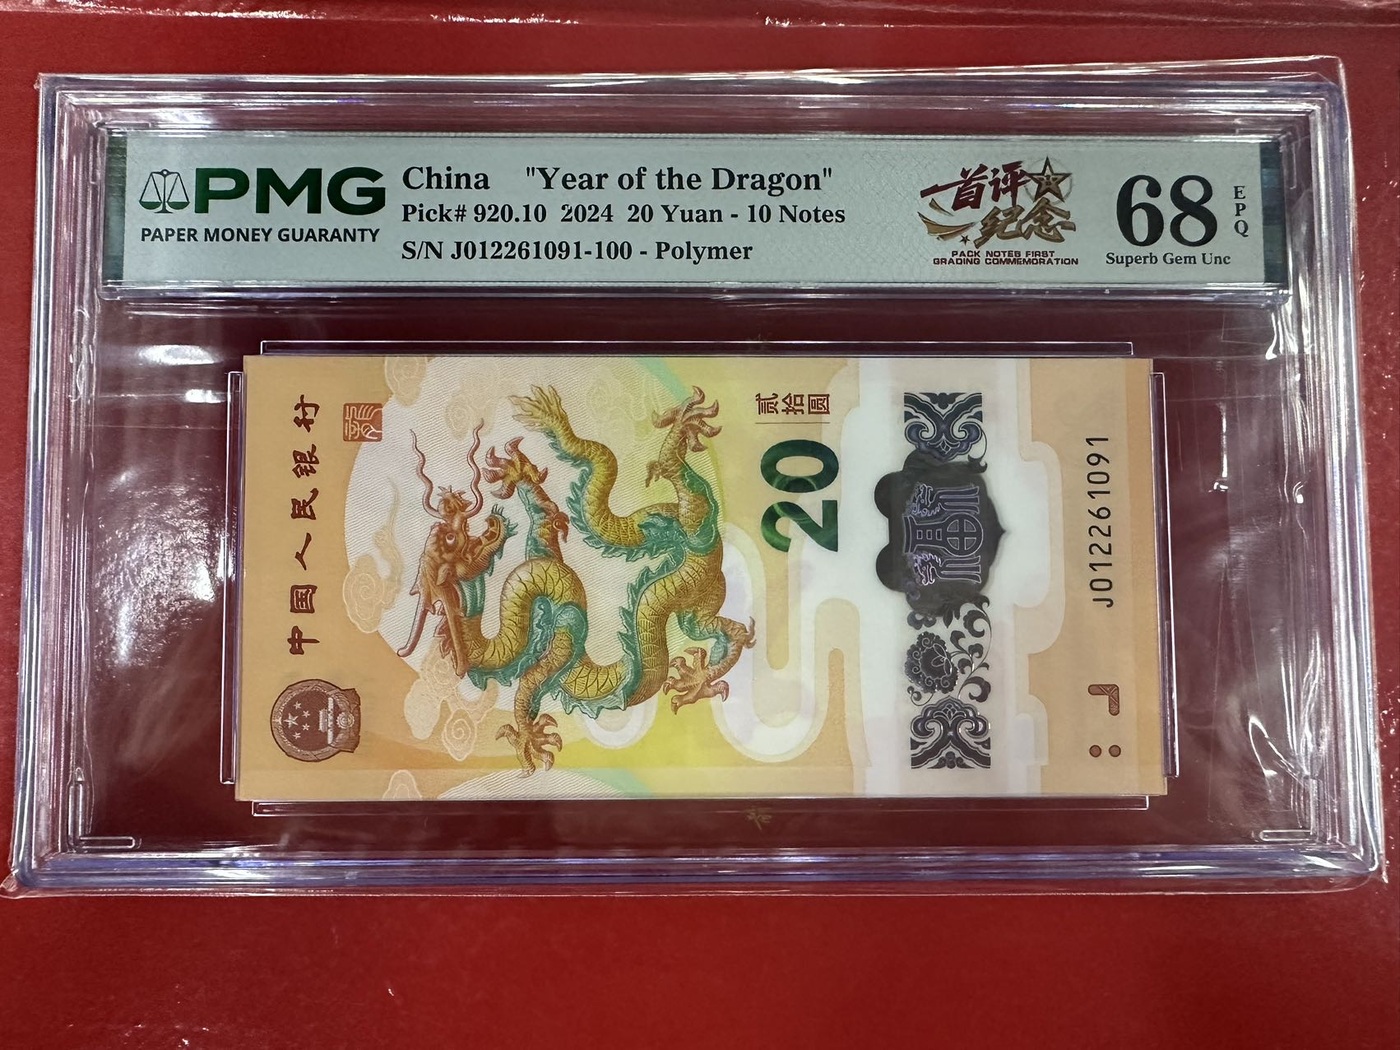 PMG
PAPER MONEY GUARANTY
China "Year of the Dragon"
Pick# 920.10 2024 20 Yuan - 10 Notes
S/N J012261091-100 - Polymer
首评
纪念
PACK NOTES FIRST
GRADING COMMEMORATION
68
EPQ
Superb Gem Unc
中国人民银行
贰拾圆
20
J012261091